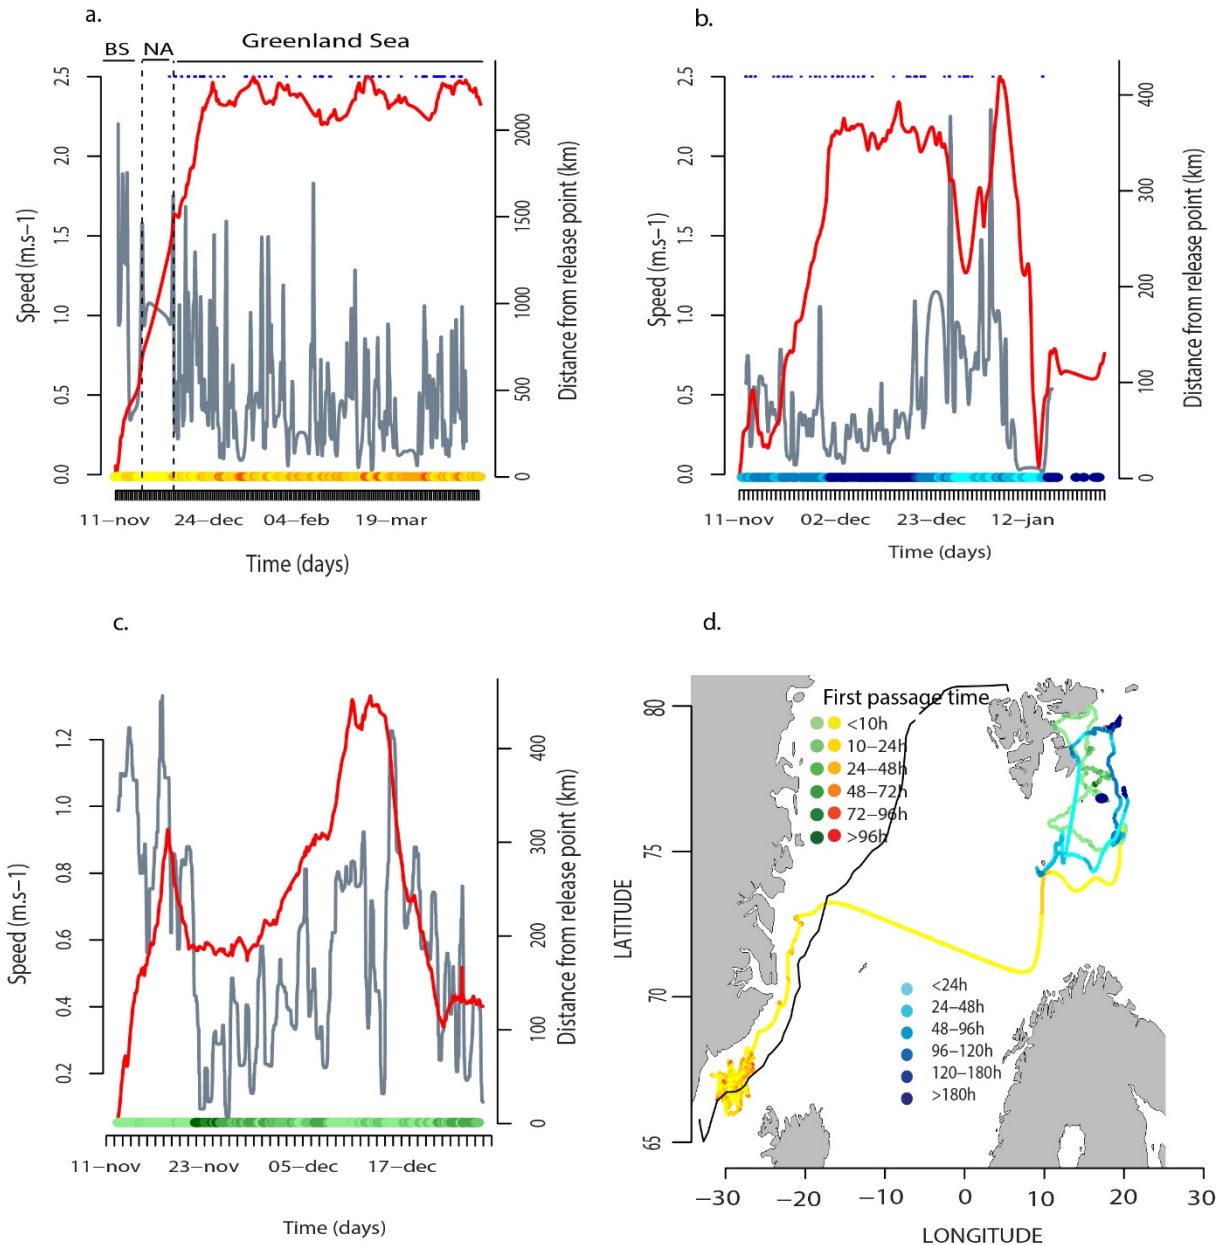 a.
BS NA Greenland Sea
2.5
2.0
1.5
1.0
0.5
0.0
Speed (m.s−1)
2000
1500
1000
500
0
Distance from release point (km)
11−nov 24−dec 04−feb 19−mar
Time (days)
b.
2.5
2.0
1.5
1.0
0.5
0.0
Speed (m.s−1)
400
300
200
100
0
Distance from release point (km)
11−nov 02−dec 23−dec 12−jan
Time (days)
c.
1.2
1.0
0.8
0.6
0.4
0.2
Speed (m.s−1)
400
300
200
100
0
Distance from release point (km)
11−nov 23−nov 05−dec 17−dec
Time (days)
d.
First passage time
<10h
10−24h
24−48h
48−72h
72−96h
>96h
<24h
24−48h
48−96h
96−120h
120−180h
>180h
80
75
70
65
LATITUDE
−30 −20 −10 0 10 20 30
LONGITUDE